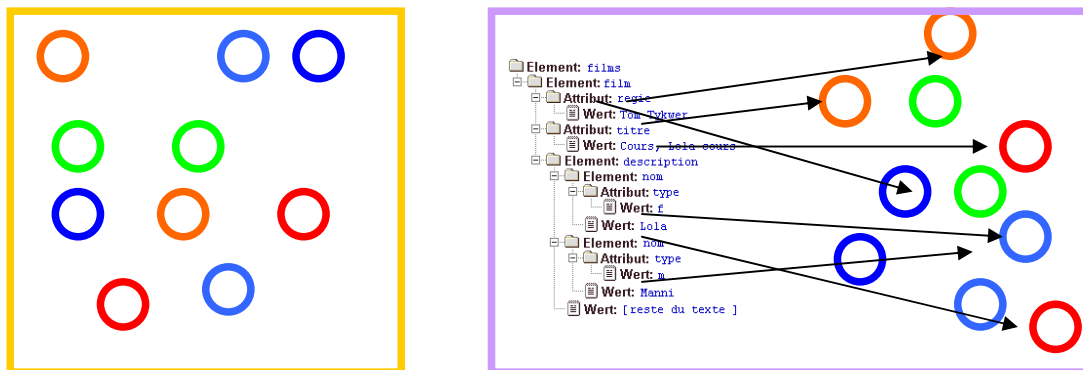 Element: films
Element: film
Attribut: regie
Wert: Tom Tykwer
Attribut: titre
Wert: Cours, Lola cours
Element: description
Element: nom
Attribut: type
Wert: f
Wert: Lola
Element: nom
Attribut: type
Wert: m
Wert: Manni
Wert: [reste du texte ]